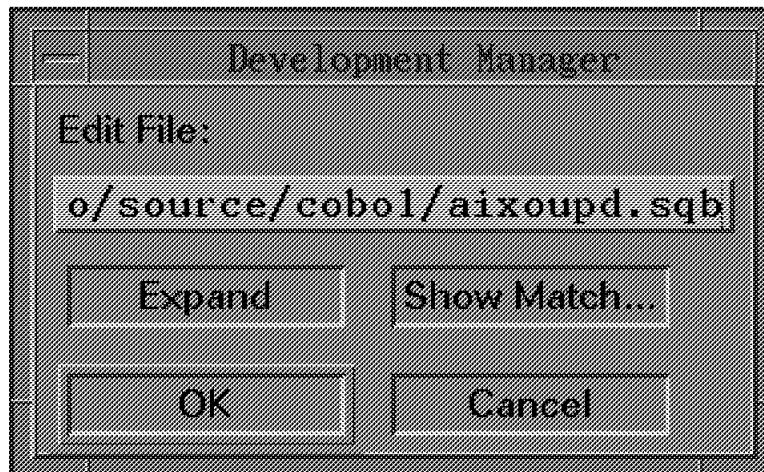 Development Manager
Edit File:
o/source/cobol/aixoupd.sqb
Expand
Show Match...
OK
Cancel